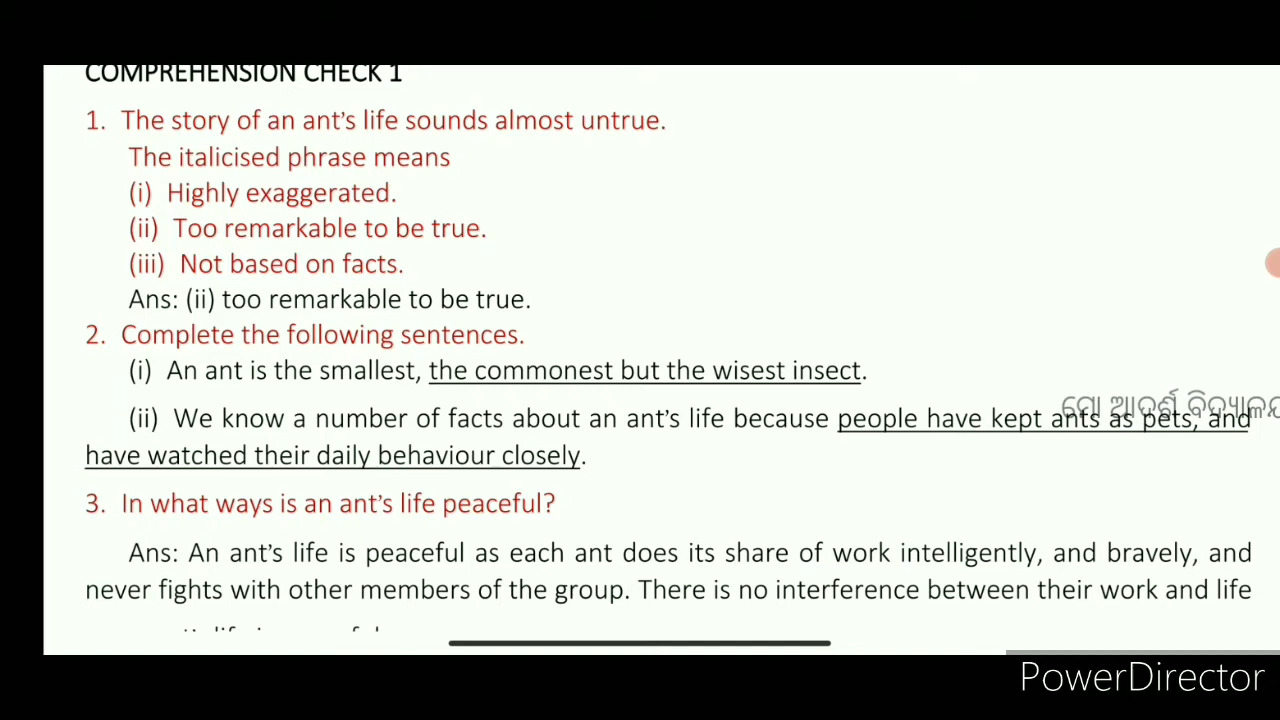 COMPREHENSION CHECK 1
1. The story of an ant's life sounds almost untrue.
The italicised phrase means
(i) Highly exaggerated.
(ii) Too remarkable to be true.
(iii) Not based on facts.
Ans: (ii) too remarkable to be true.
2. Complete the following sentences.
(i) An ant is the smallest, the commonest but the wisest insect.
ମୋ ଆଦର୍ଶ ବିଦ୍ୟାଳୟ
(ii) We know a number of facts about an ant's life because people have kept ants as pets, and
have watched their daily behaviour closely.
3. In what ways is an ant's life peaceful?
Ans: An ant's life is peaceful as each ant does its share of work intelligently, and bravely, and
never fights with other members of the group. There is no interference between their work and life
PowerDirector